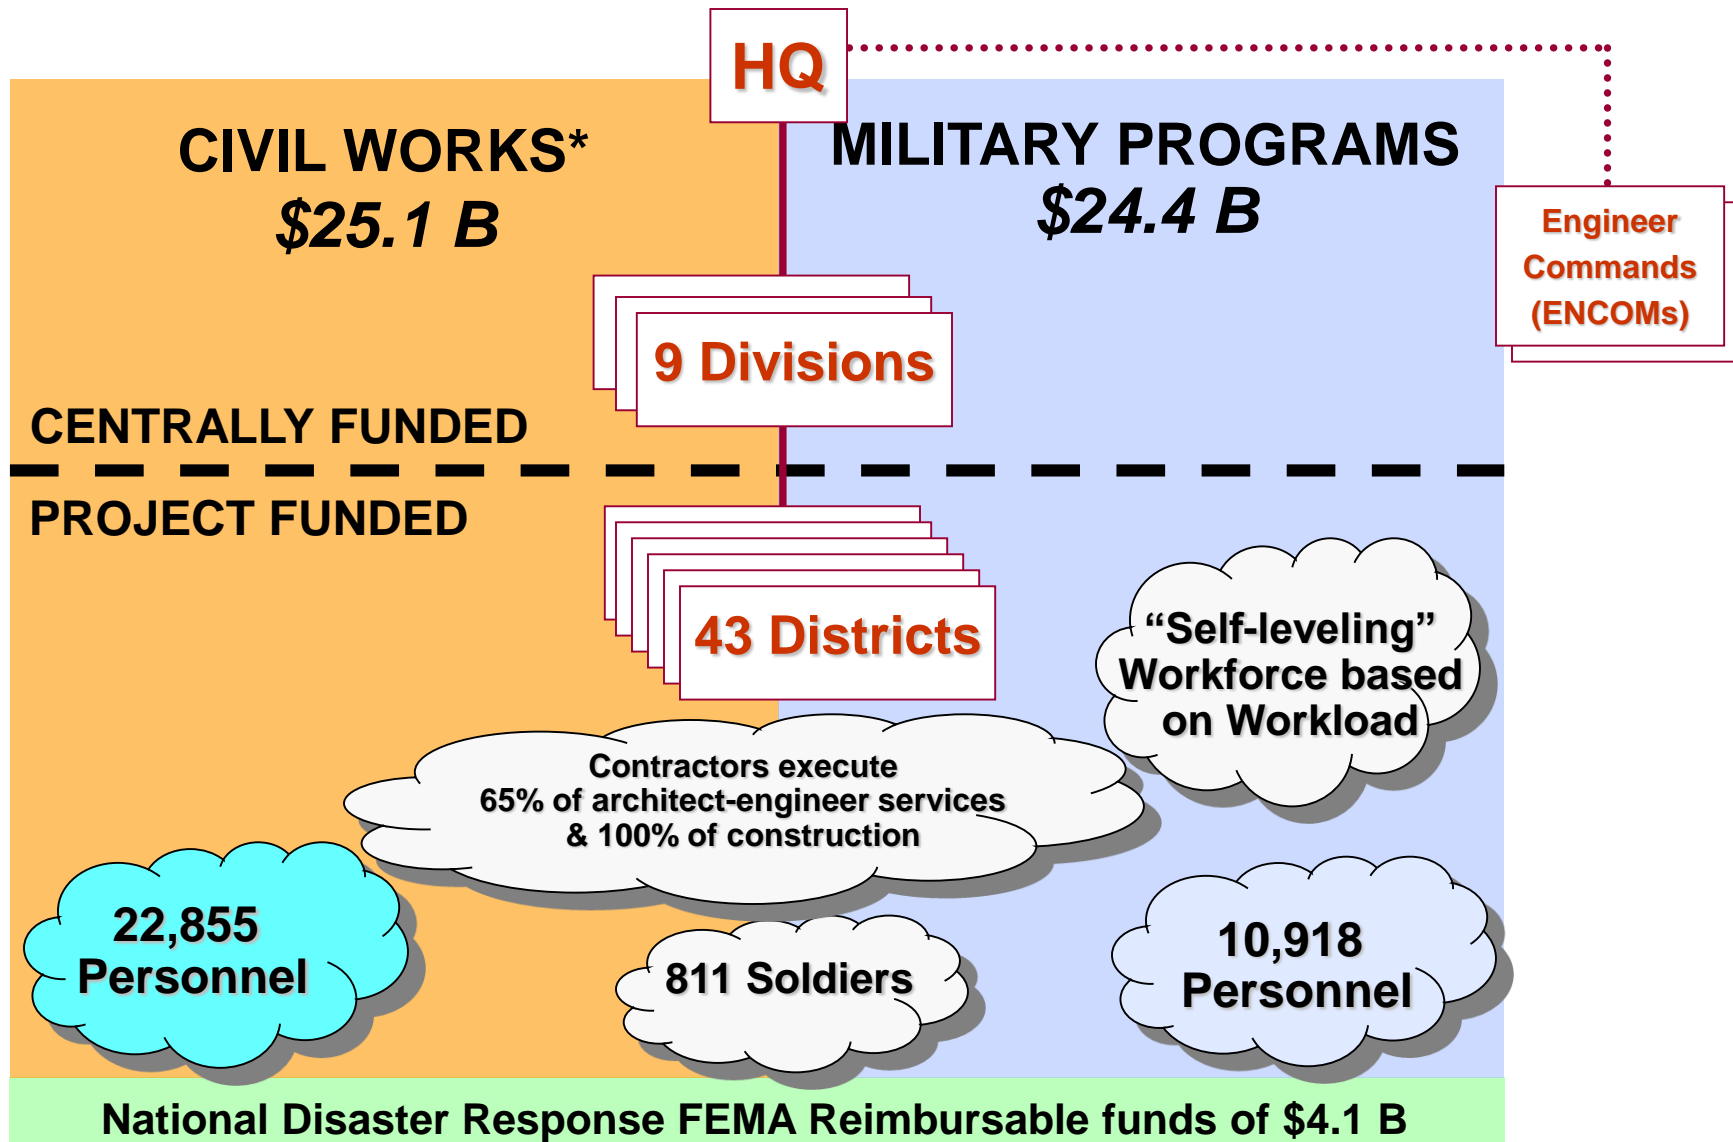 HQ
CIVIL WORKS*
$25.1 B
MILITARY PROGRAMS
$24.4 B
Engineer
Commands
(ENCOMs)
9 Divisions
CENTRALLY FUNDED
PROJECT FUNDED
43 Districts
“Self-leveling”
Workforce based
on Workload
Contractors execute
65% of architect-engineer services
& 100% of construction
22,855
Personnel
811 Soldiers
10,918
Personnel
National Disaster Response FEMA Reimbursable funds of $4.1 B